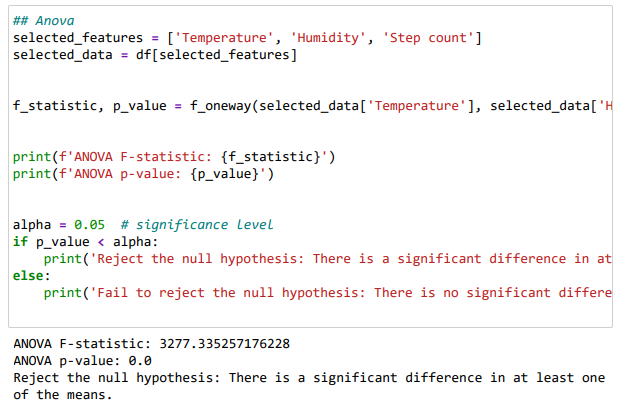 ## Anova
selected_features = ['Temperature', 'Humidity', 'Step count']
selected_data = df[selected_features]
f_statistic, p_value = f_oneway(selected_data['Temperature'], selected_data['H
print(f'ANOVA F-statistic: {f_statistic}')
print(f'ANOVA p-value: {p_value}')
alpha = 0.05  # significance level
if p_value < alpha:
    print('Reject the null hypothesis: There is a significant difference in at
else:
    print('Fail to reject the null hypothesis: There is no significant differe
ANOVA F-statistic: 3277.335257176228
ANOVA p-value: 0.0
Reject the null hypothesis: There is a significant difference in at least one
of the means.